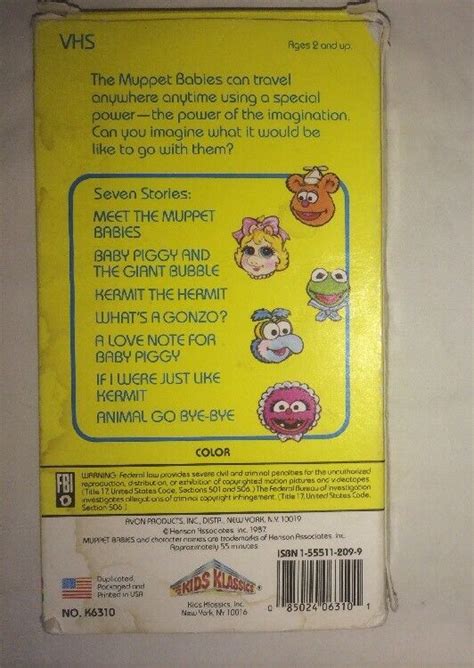 VHS
Ages 2 and up.
The Muppet Babies can travel
anywhere anytime using a special
power—the power of the imagination.
Can you imagine what it would be
like to go with them?
Seven Stories:
MEET THE MUPPET
BABIES
BABY PIGGY AND
THE GIANT BUBBLE
KERMIT THE HERMIT
WHAT'S A GONZO?
A LOVE NOTE FOR
BABY PIGGY
IF I WERE JUST LIKE
KERMIT
ANIMAL GO BYE-BYE
COLOR
FBI
WARNING: Federal law provides severe civil and criminal penalties for the unauthorized
reproduction, distribution, or exhibition of copyrighted motion pictures and videotapes.
(Title 17, United States Code, Sections 501 and 506.) The Federal Bureau of Investigation
investigates allegations of criminal copyright infringement. (Title 17, United States Code,
Section 506.)
AVON PRODUCTS, INC., DISTR., NEW YORK, N.Y. 10019
© Henson Associates, Inc. 1987
MUPPET BABIES and character names are trademarks of Henson Associates, Inc.
Approximately 55 minutes
ISBN 1-55511-209-9
Duplicated,
Packaged and
Printed in USA
THE KIDS KLASSICS®
NO. K6310
Kids Klassics, Inc.
New York, NY 10016
0 85024 06310 1